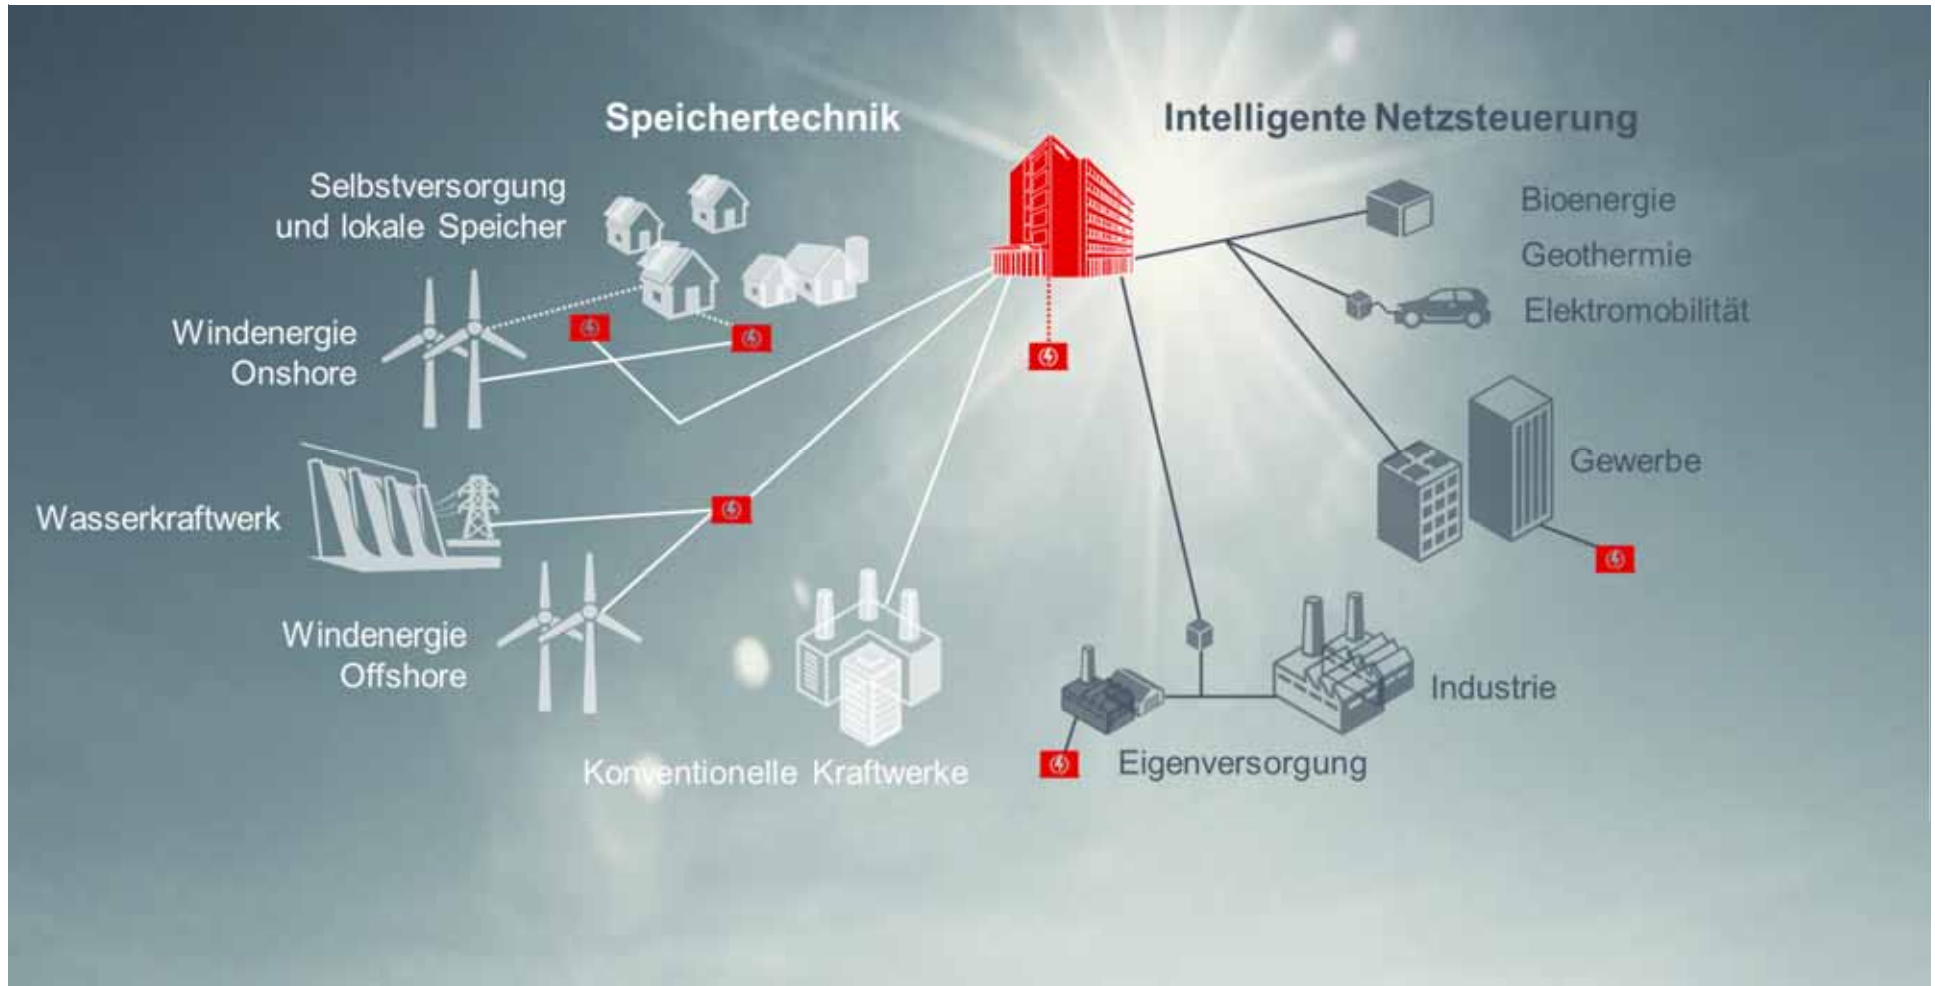 Speichertechnik
Intelligente Netzsteuerung
Selbstversorgung
und lokale Speicher
Windenergie
Onshore
Wasserkraftwerk
Windenergie
Offshore
Konventionelle Kraftwerke
Bioenergie
Geothermie
Elektromobilität
Gewerbe
Industrie
Eigenversorgung